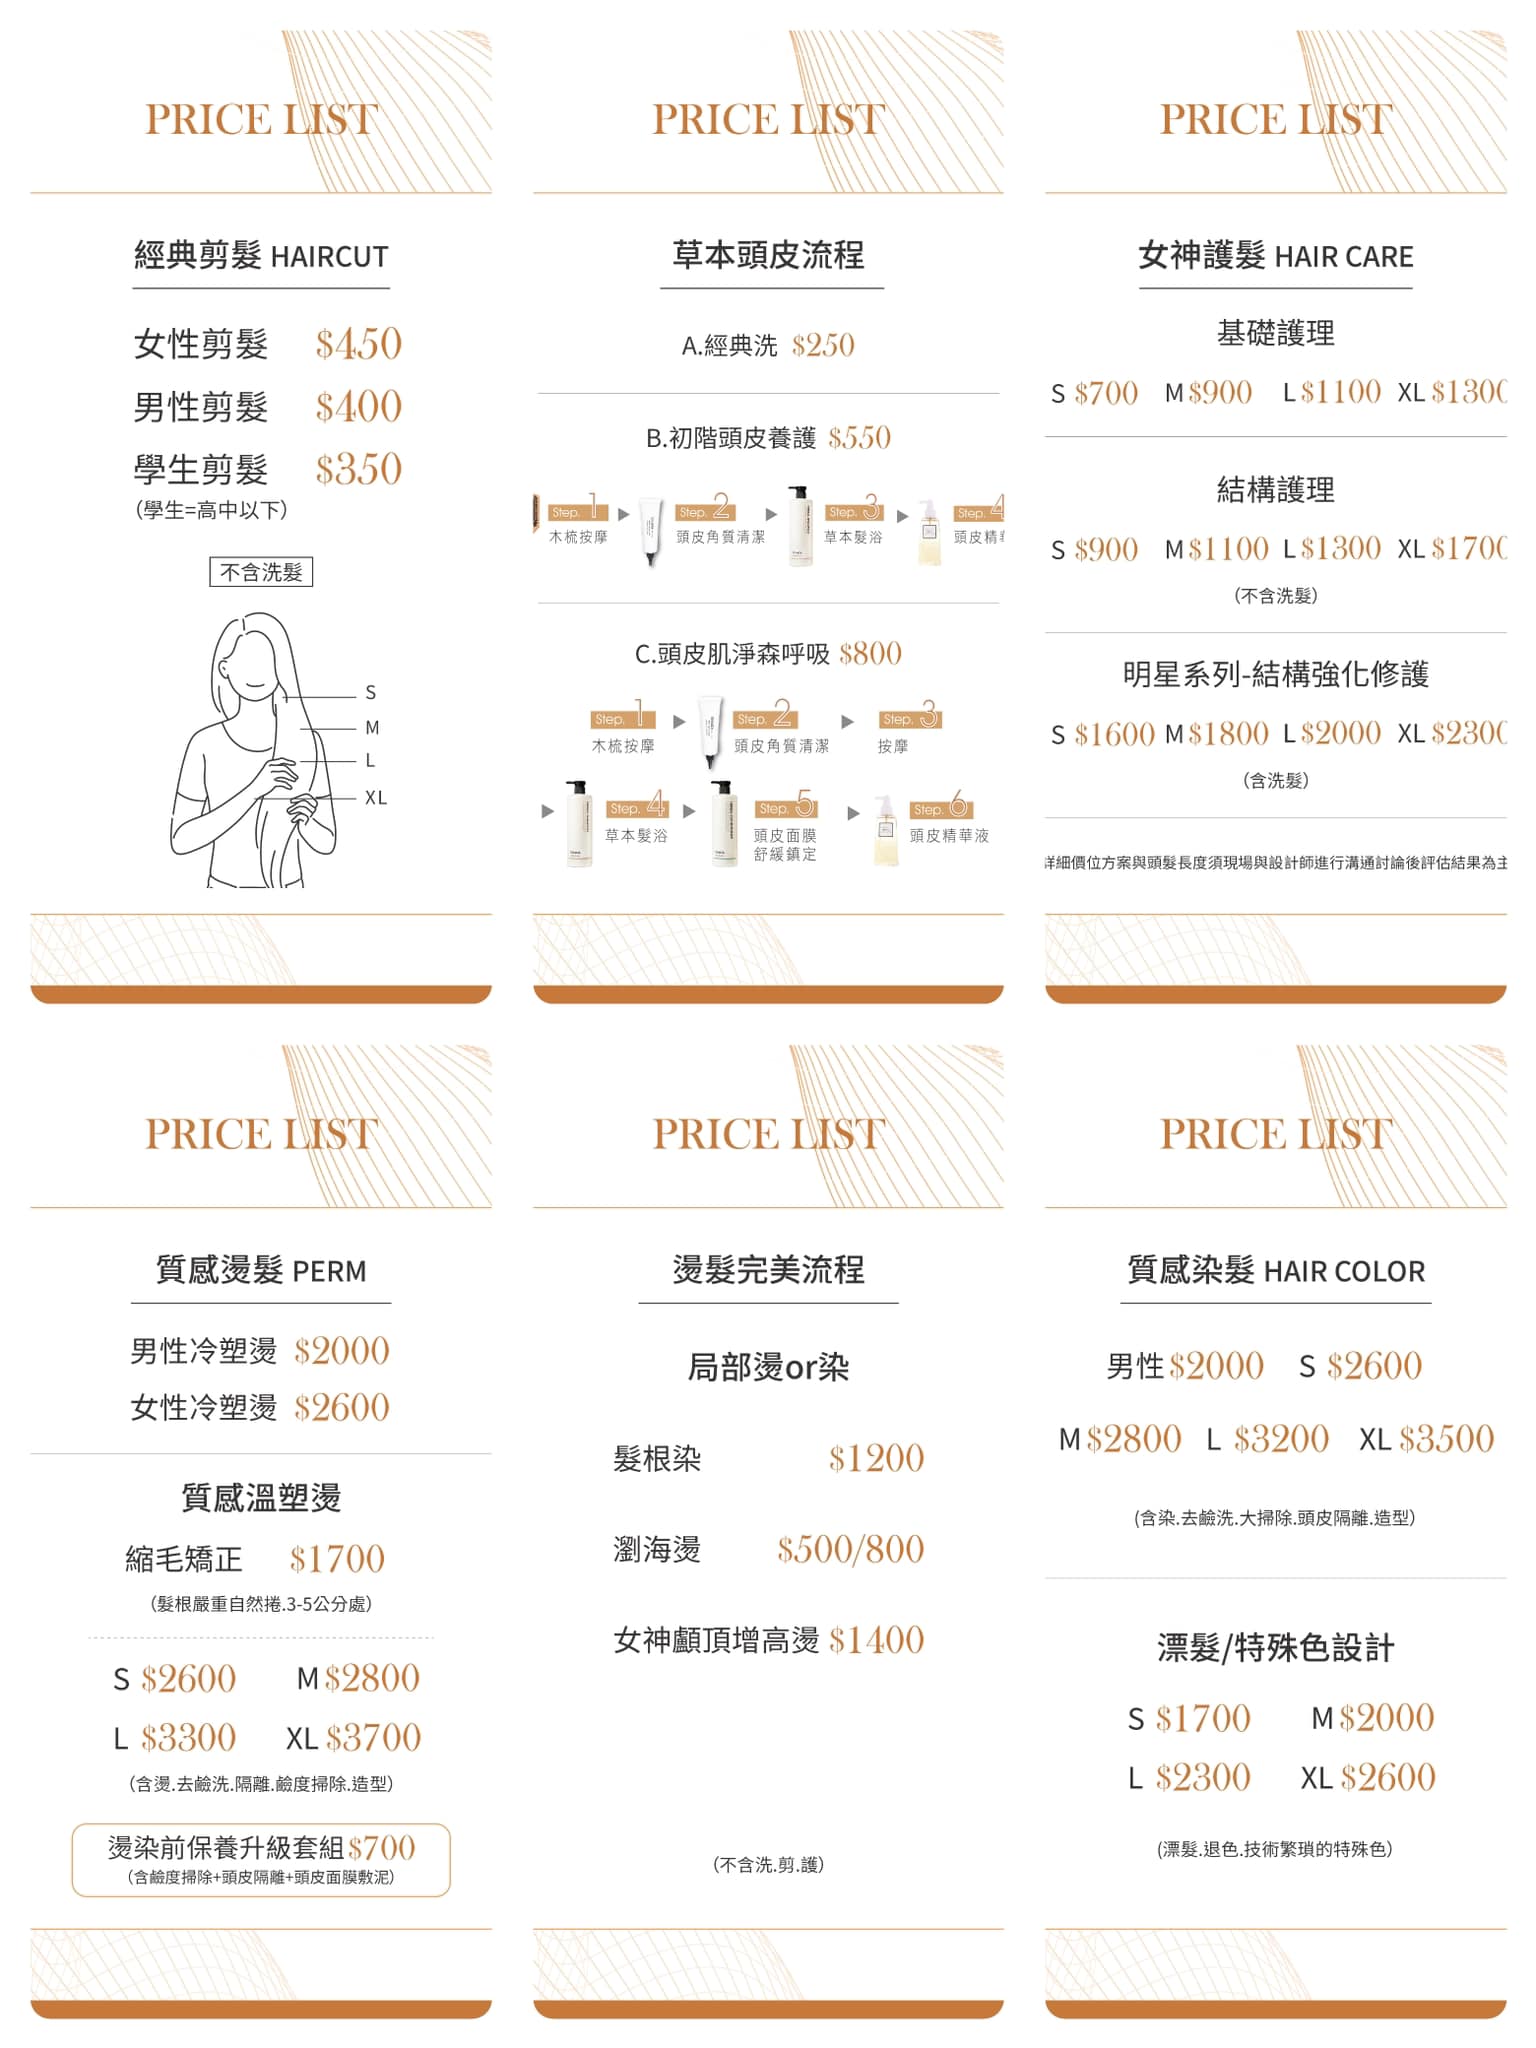 PRICE LIST
經典剪髮 HAIRCUT
女性剪髮 $450
男性剪髮 $400
學生剪髮 $350
(學生=高中以下)
不含洗髮
S
M
L
XL
PRICE LIST
草本頭皮流程
A.經典洗 $250
B.初階頭皮養護 $550
Step. 1 Step. 2 Step. 3 Step. 4
木梳按摩 頭皮角質清潔 草本髮浴 頭皮精
C.頭皮肌淨森呼吸 $800
Step. 1 Step. 2 Step. 3
木梳按摩 頭皮角質清潔 按摩
Step. 4 Step. 5 Step. 6
草本髮浴 頭皮面膜 頭皮精華液
舒緩鎮定
PRICE LIST
女神護髮 HAIR CARE
基礎護理
S $700 M $900 L $1100 XL $1300
結構護理
S $900 M $1100 L $1300 XL $1700
(不含洗髮)
明星系列-結構強化修護
S $1600 M $1800 L $2000 XL $2300
(含洗髮)
詳細價位方案與頭髮長度須現場與設計師進行溝通討論後評估結果為主
PRICE LIST
質感燙髮 PERM
男性冷塑燙 $2000
女性冷塑燙 $2600
質感溫塑燙
縮毛矯正 $1700
(髮根嚴重自然捲.3-5公分處)
S $2600 M $2800
L $3300 XL $3700
(含燙.去鹼洗.隔離.鹼度掃除.造型)
燙染前保養升級套組 $700
(含鹼度掃除+頭皮隔離+頭皮面膜敷泥)
PRICE LIST
燙髮完美流程
局部燙or染
髮根染 $1200
瀏海燙 $500/800
女神顱頂增高燙 $1400
(不含洗.剪.護)
PRICE LIST
質感染髮 HAIR COLOR
男性 $2000 S $2600
M $2800 L $3200 XL $3500
(含染.去鹼洗.大掃除.頭皮隔離.造型)
漂髮/特殊色設計
S $1700 M $2000
L $2300 XL $2600
(漂髮.退色.技術繁瑣的特殊色)